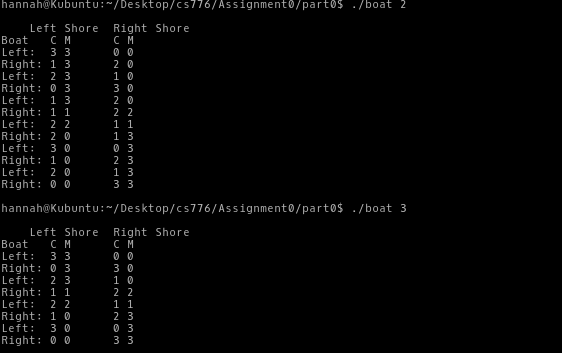 hannah@Kubuntu:~/Desktop/cs776/Assignment0/part0$ ./boat 2
    Left Shore  Right Shore
Boat   C M      C M
Left:  3 3      0 0
Right: 1 3      2 0
Left:  2 3      1 0
Right: 0 3      3 0
Left:  1 3      2 0
Right: 1 1      2 2
Left:  2 2      1 1
Right: 2 0      1 3
Left:  3 0      0 3
Right: 1 0      2 3
Left:  2 0      1 3
Right: 0 0      3 3
hannah@Kubuntu:~/Desktop/cs776/Assignment0/part0$ ./boat 3
    Left Shore  Right Shore
Boat   C M      C M
Left:  3 3      0 0
Right: 0 3      3 0
Left:  2 3      1 0
Right: 1 1      2 2
Left:  2 2      1 1
Right: 1 0      2 3
Left:  3 0      0 3
Right: 0 0      3 3